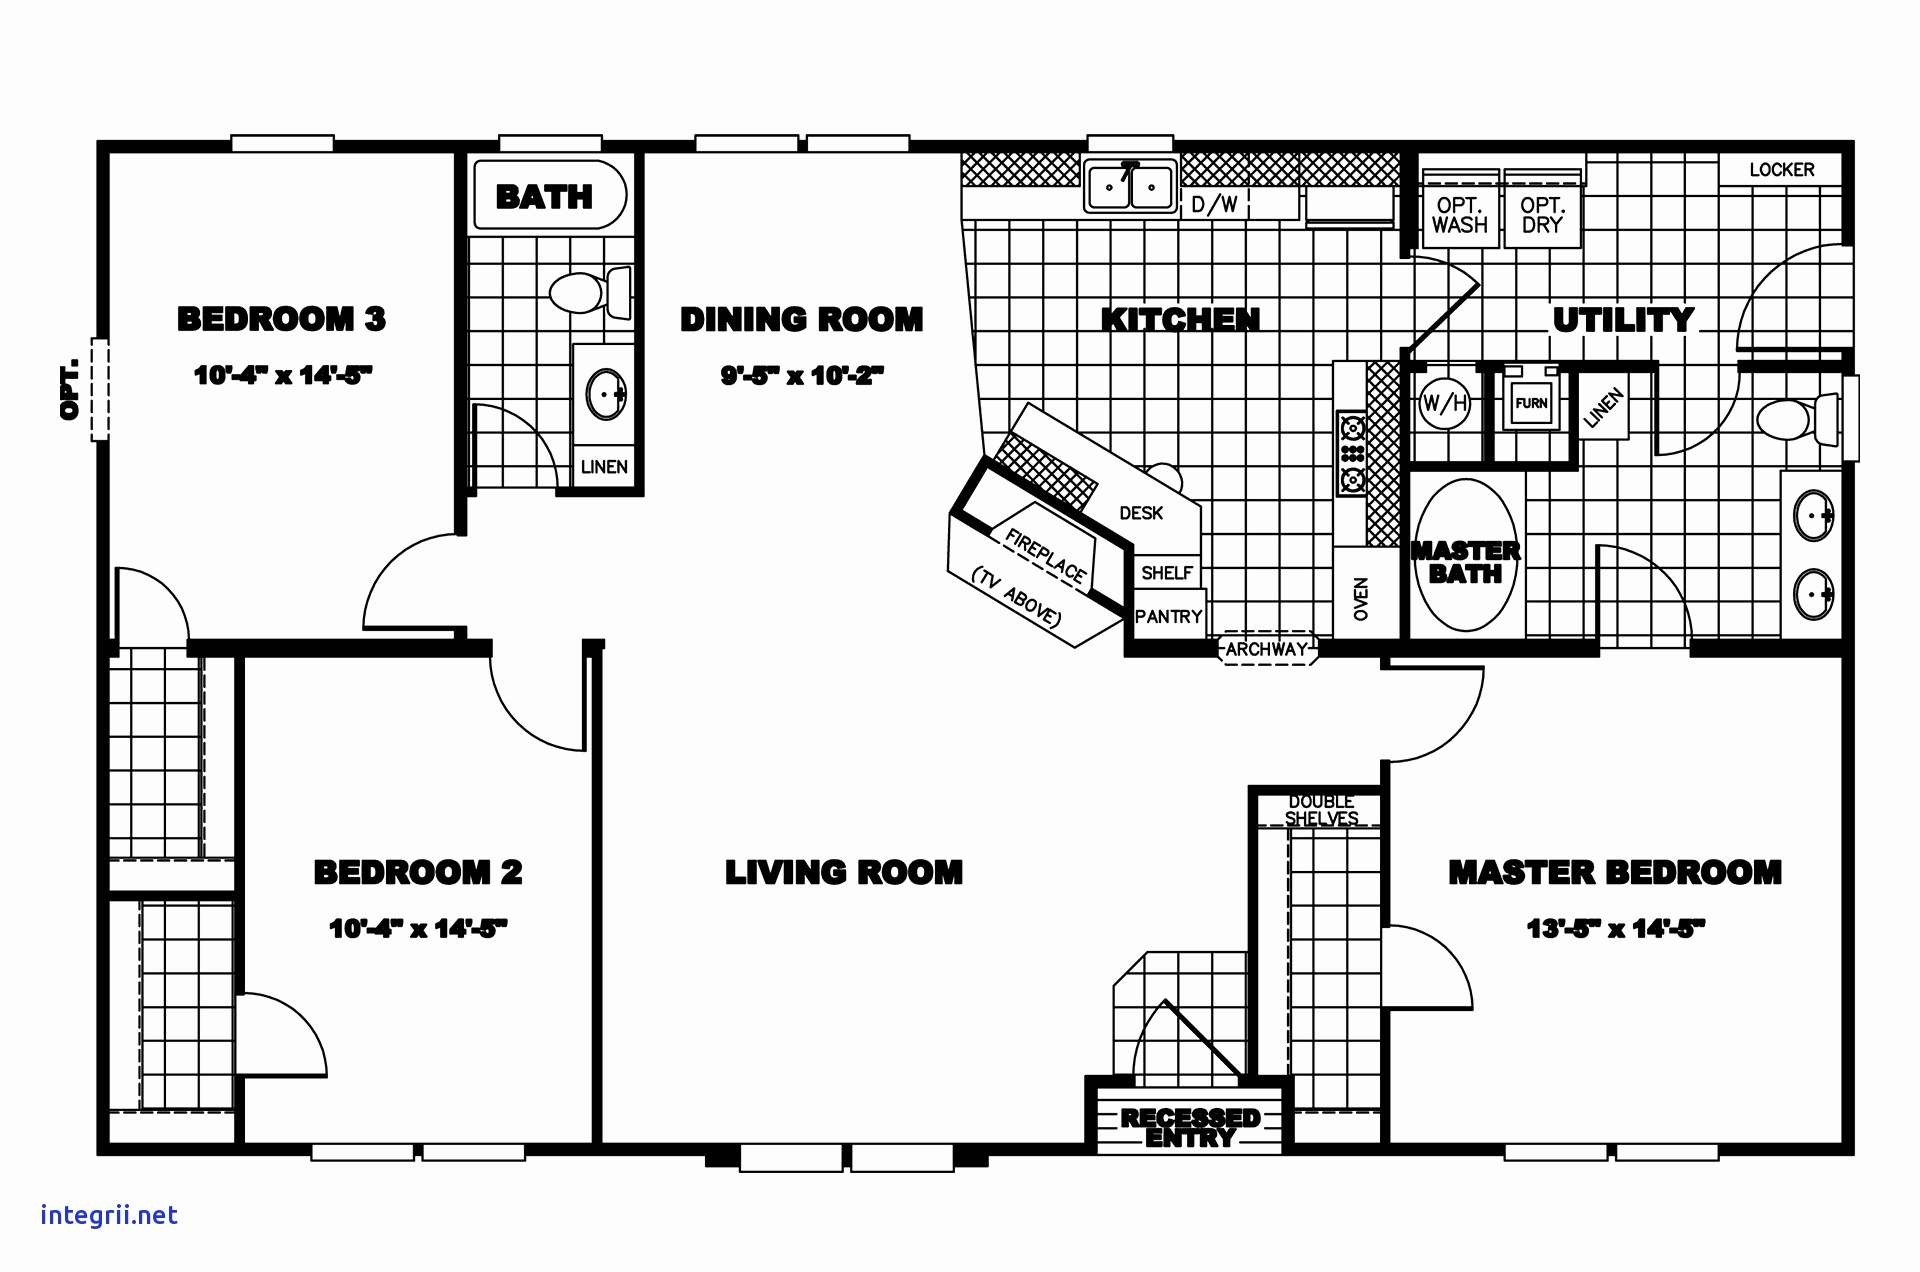 LOCKER
BATH
OPT.
WASH
OPT.
DRY
D/W
BEDROOM 3
10'-4" x 14'-5"
DINING ROOM
9'-5" x 10'-2"
KITCHEN
UTILITY
OPT.
W/H
FURN
LINEN
LINEN
DESK
FIREPLACE
(TV ABOVE)
SHELF
PANTRY
OVEN
MASTER
BATH
ARCHWAY
DOUBLE
SHELVES
BEDROOM 2
10'-4" x 14'-5"
LIVING ROOM
MASTER BEDROOM
13'-5" x 14'-5"
RECESSED
ENTRY
integrii.net